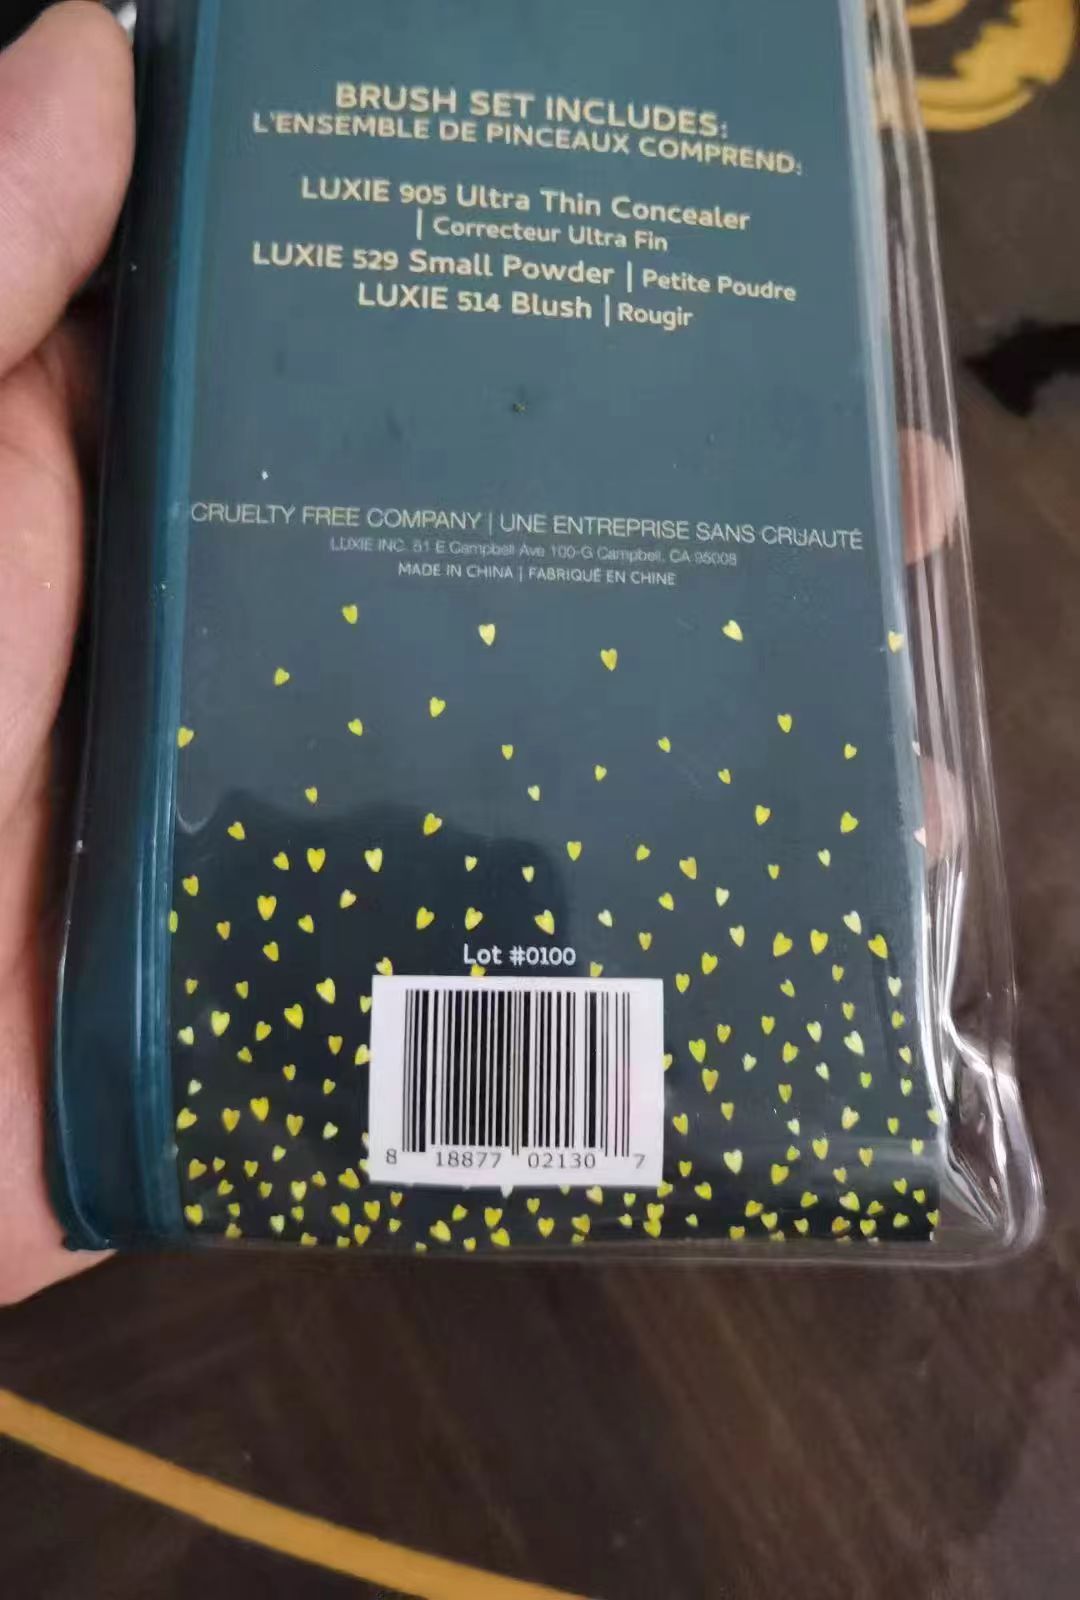 BRUSH SET INCLUDES:
L'ENSEMBLE DE PINCEAUX COMPREND:
LUXIE 905 Ultra Thin Concealer
| Correcteur Ultra Fin
LUXIE 529 Small Powder | Petite Poudre
LUXIE 514 Blush | Rougir
CRUELTY FREE COMPANY | UNE ENTREPRISE SANS CRUAUTÉ
LUXIE INC. 51 E Campbell Ave 100-G Campbell, CA 95008
MADE IN CHINA | FABRIQUÉ EN CHINE
Lot #0100
8 18877 02130 7